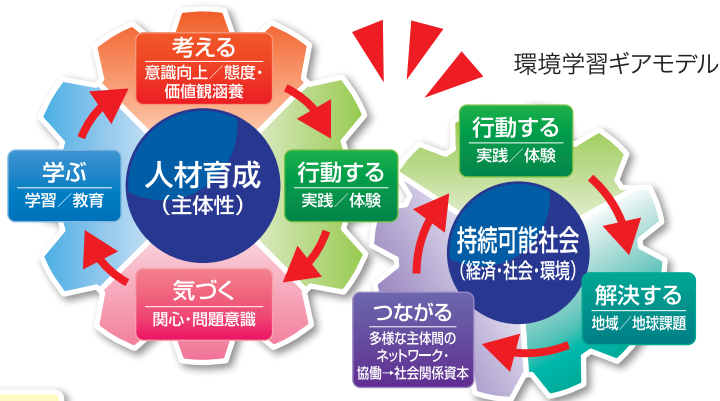 環境学習ギアモデル
考える
意識向上／態度・
価値観涵養
学ぶ
学習／教育
人材育成
（主体性）
行動する
実践／体験
気づく
関心・問題意識
行動する
実践／体験
持続可能社会
（経済・社会・環境）
解決する
地域／地球課題
つながる
多様な主体間の
ネットワーク・
協働→社会関係資本